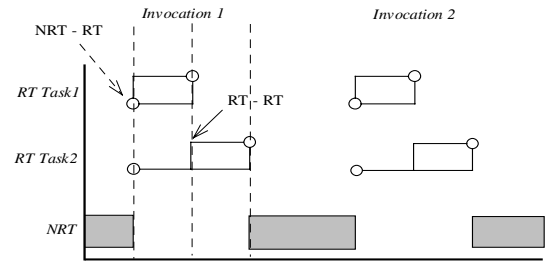 Invocation 1
Invocation 2
NRT - RT
RT Task1
RT - RT
RT Task2
NRT